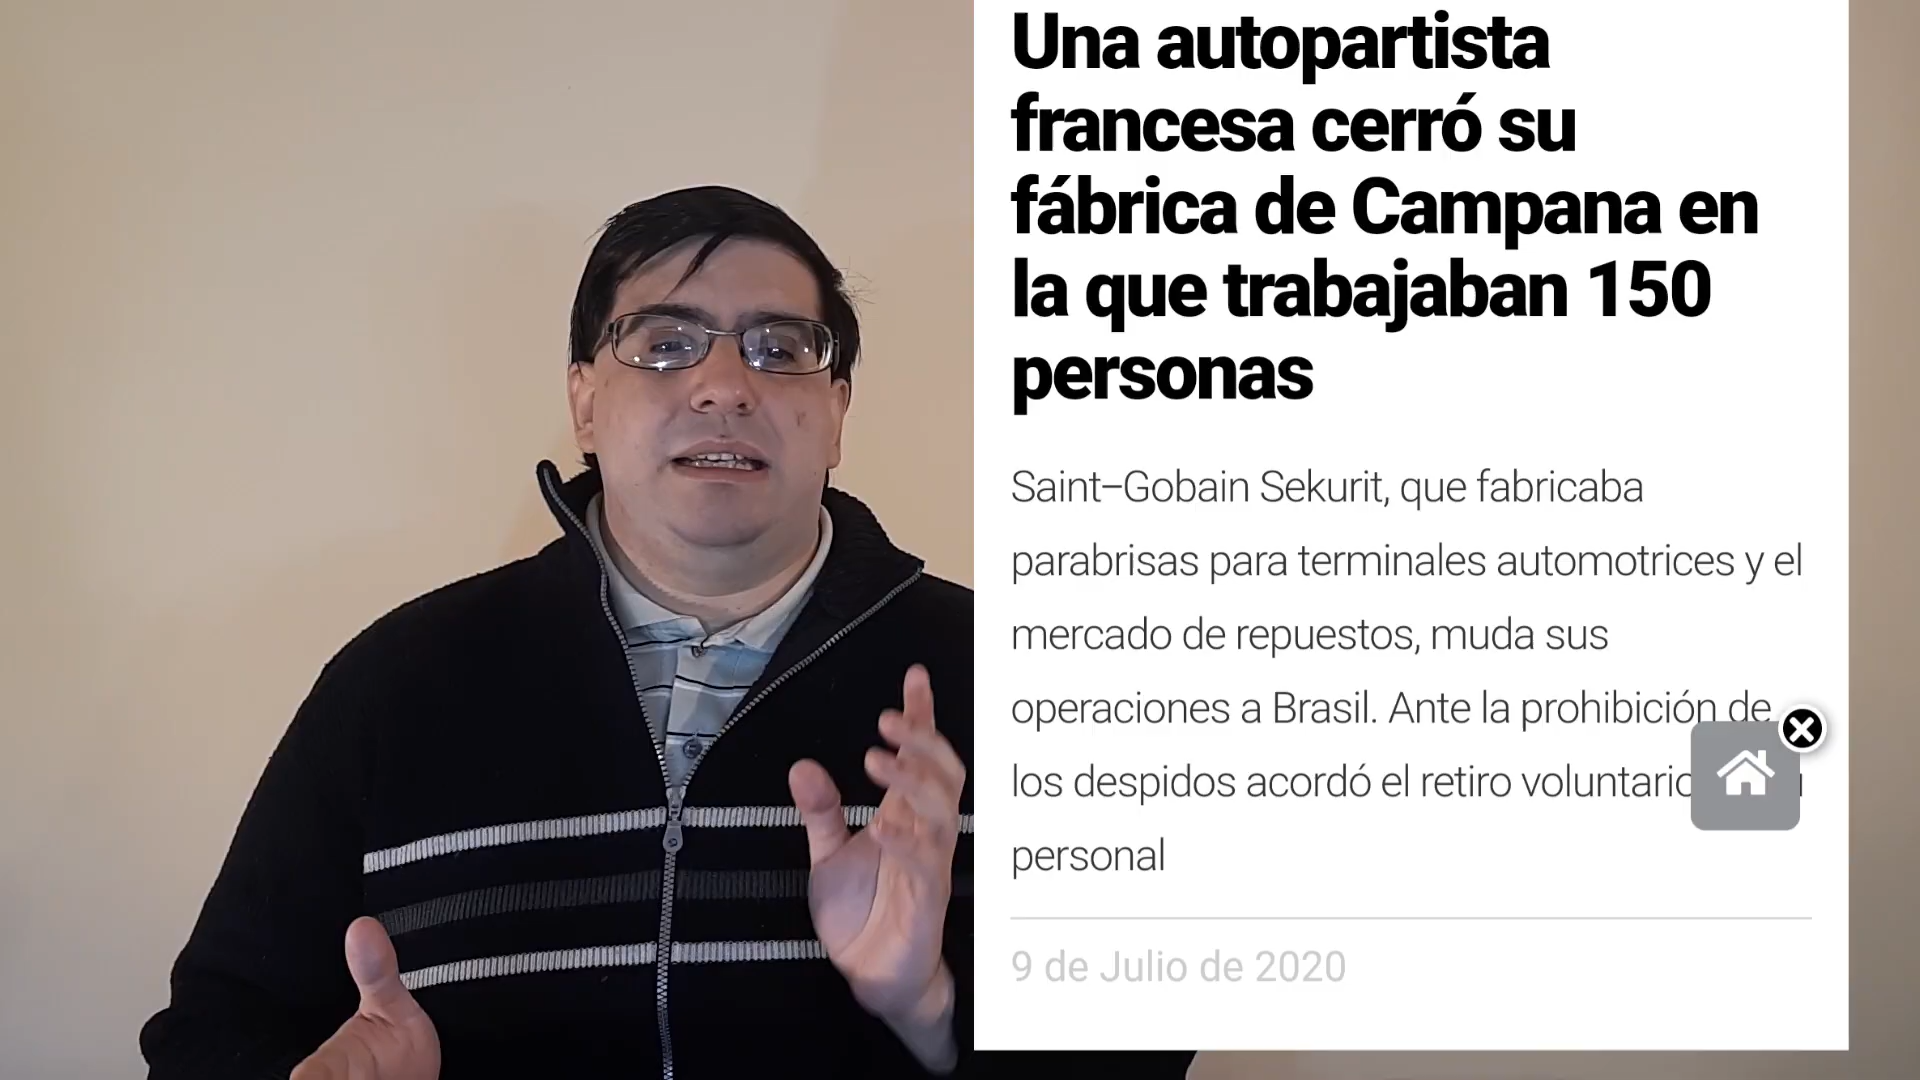 Una autopartista
francesa cerró su
fábrica de Campana en
la que trabajaban 150
personas
Saint–Gobain Sekurit, que fabricaba
parabrisas para terminales automotrices y el
mercado de repuestos, muda sus
operaciones a Brasil. Ante la prohibición de
los despidos acordó el retiro voluntario
personal
9 de Julio de 2020